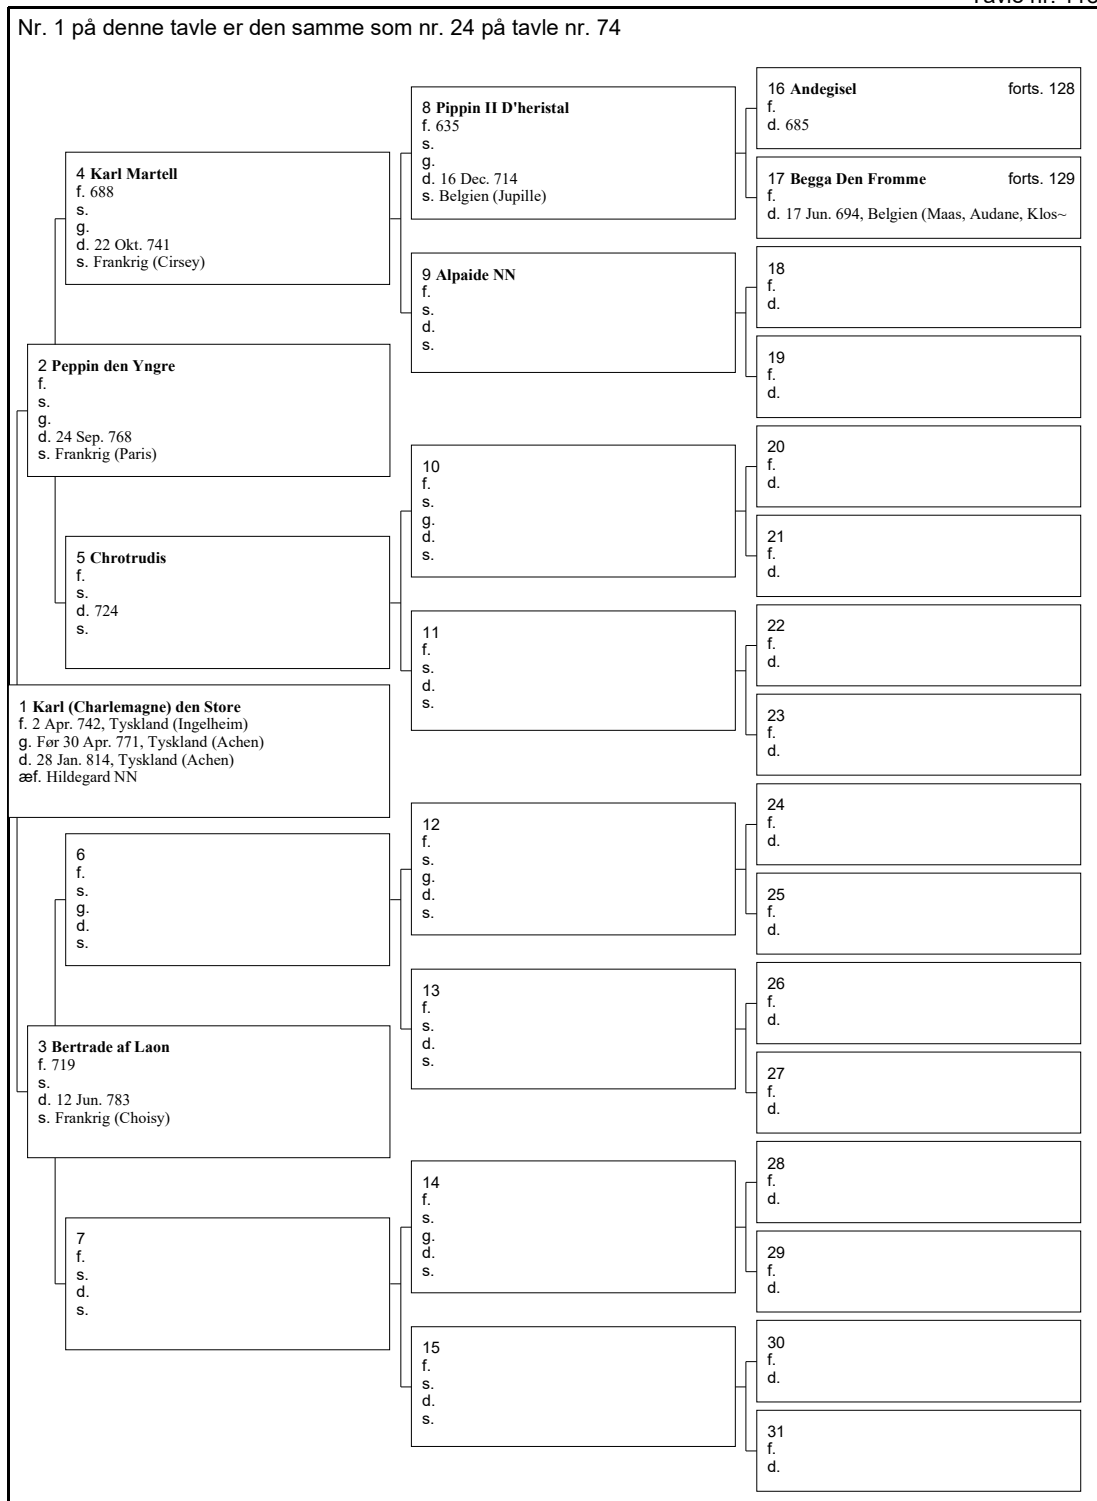 Nr. 1 på denne tavle er den samme som nr. 24 på tavle nr. 74
16 Andegisel forts. 128
f.
d. 685
8 Pippin II D'heristal
f. 635
s.
g.
d. 16 Dec. 714
s. Belgien (Jupille)
17 Begga Den Fromme forts. 129
f.
d. 17 Jun. 694, Belgien (Maas, Audane, Klos~
4 Karl Martell
f. 688
s.
g.
d. 22 Okt. 741
s. Frankrig (Cirsey)
18
f.
d.
9 Alpaide NN
f.
s.
d.
s.
19
f.
d.
2 Peppin den Yngre
f.
s.
g.
d. 24 Sep. 768
s. Frankrig (Paris)
20
f.
d.
10
f.
s.
g.
d.
s.
21
f.
d.
5 Chrotrudis
f.
s.
d. 724
s.
22
f.
d.
11
f.
s.
d.
s.
23
f.
d.
1 Karl (Charlemagne) den Store
f. 2 Apr. 742, Tyskland (Ingelheim)
g. Før 30 Apr. 771, Tyskland (Achen)
d. 28 Jan. 814, Tyskland (Achen)
æf. Hildegard NN
24
f.
d.
12
f.
s.
g.
d.
s.
25
f.
d.
6
f.
s.
g.
d.
s.
26
f.
d.
13
f.
s.
d.
s.
27
f.
d.
3 Bertrade af Laon
f. 719
s.
d. 12 Jun. 783
s. Frankrig (Choisy)
28
f.
d.
14
f.
s.
g.
d.
s.
29
f.
d.
7
f.
s.
d.
s.
30
f.
d.
15
f.
s.
d.
s.
31
f.
d.